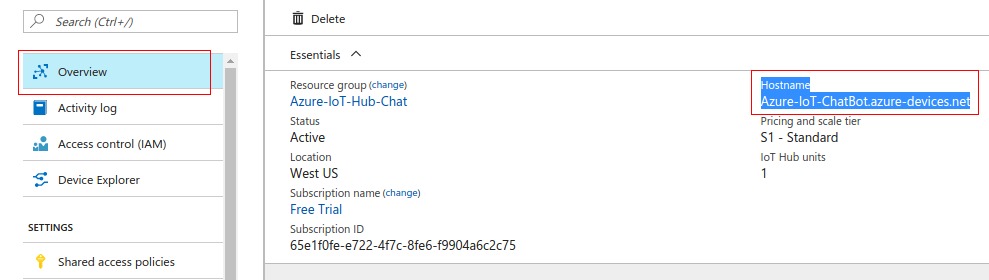 Search (Ctrl+/)
Overview
Activity log
Access control (IAM)
Device Explorer
SETTINGS
Shared access policies
Delete
Essentials
Resource group (change)
Azure-IoT-Hub-Chat
Status
Active
Location
West US
Subscription name (change)
Free Trial
Subscription ID
65e1f0fe-e722-4f7c-8fe6-f9904a6c2c75
Hostname
Azure-IoT-ChatBot.azure-devices.net
Pricing and scale tier
S1 - Standard
IoT Hub units
1